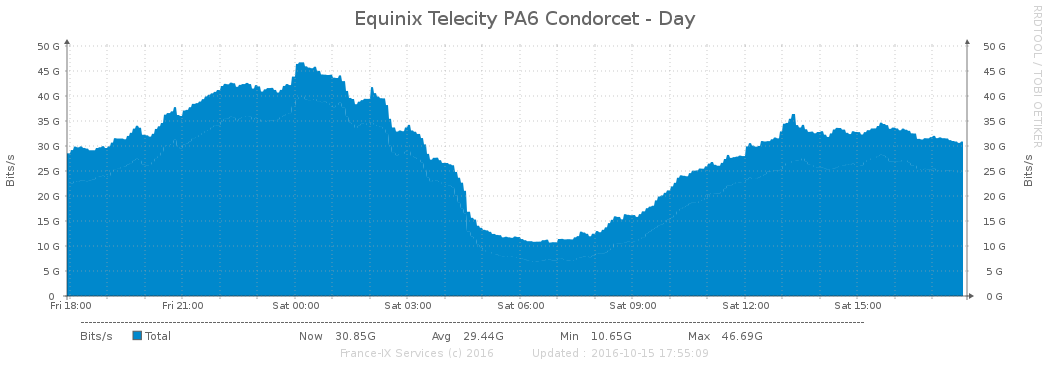 Equinix Telecity PA6 Condorcet - Day
RRDTOOL / TOBI OETIKER
50 G 50 G
45 G 45 G
40 G 40 G
35 G 35 G
30 G 30 G
25 G 25 G
20 G 20 G
15 G 15 G
10 G 10 G
5 G 5 G
0 0 G
Bits/s
Bits/s
Fri 18:00 Fri 21:00 Sat 00:00 Sat 03:00 Sat 06:00 Sat 09:00 Sat 12:00 Sat 15:00
Bits/s Total Now 30.85G Avg 29.44G Min 10.65G Max 46.69G
France-IX Services (c) 2016 Updated : 2016-10-15 17:55:09